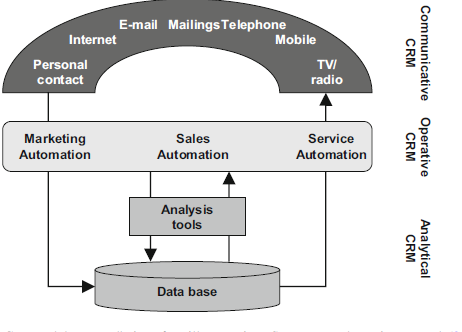 E-mail Mailings Telephone
Internet
Mobile
Personal
contact
TV/
radio
Communicative
CRM
Marketing
Automation
Sales
Automation
Service
Automation
Operative
CRM
Analysis
tools
Data base
Analytical
CRM